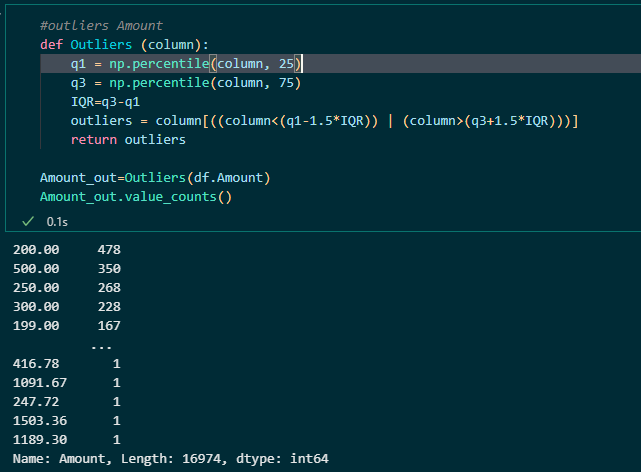 #outliers Amount
def Outliers (column):
    q1 = np.percentile(column, 25)
    q3 = np.percentile(column, 75)
    IQR=q3-q1
    outliers = column[((column<(q1-1.5*IQR)) | (column>(q3+1.5*IQR)))]
    return outliers

Amount_out=Outliers(df.Amount)
Amount_out.value_counts()
0.1s
200.00     478
500.00     350
250.00     268
300.00     228
199.00     167
          ...
416.78       1
1091.67      1
247.72       1
1503.36      1
1189.30      1
Name: Amount, Length: 16974, dtype: int64